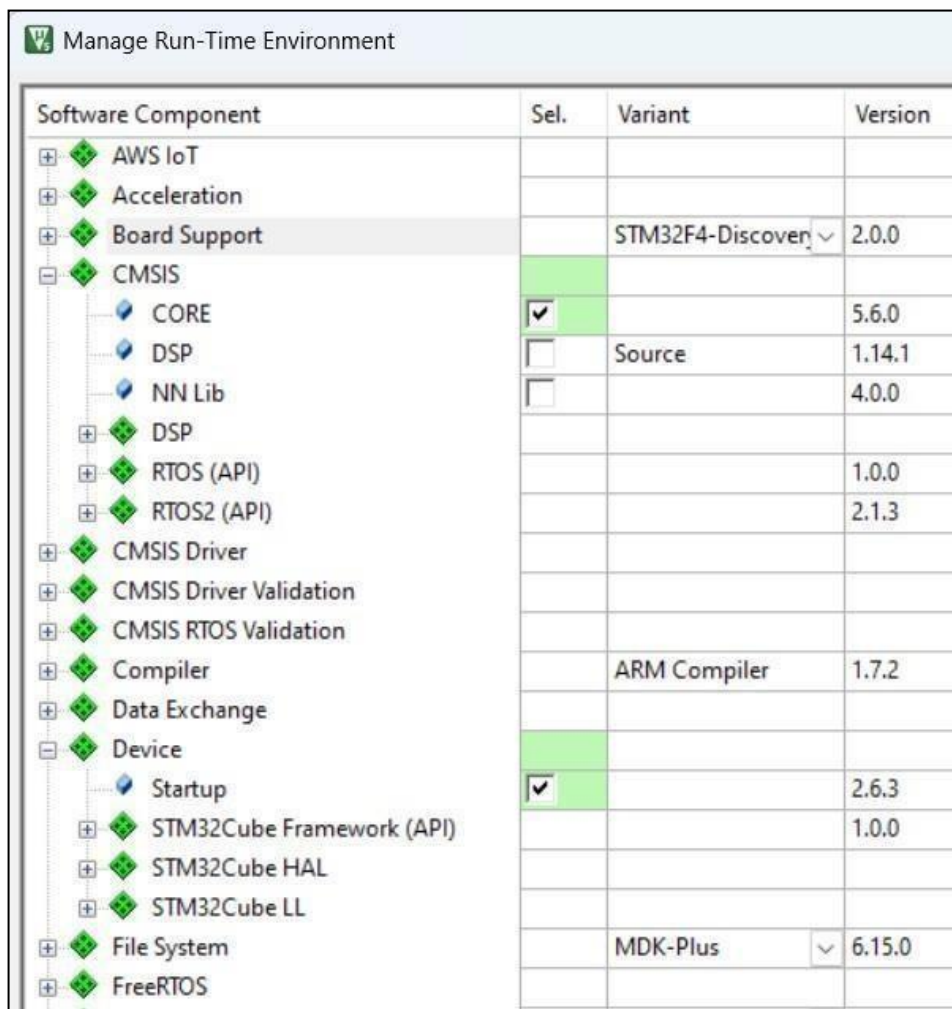 Manage Run-Time Environment
Software Component Sel. Variant Version
AWS IoT
Acceleration
Board Support STM32F4-Discovery 2.0.0
CMSIS
CORE 5.6.0
DSP Source 1.14.1
NN Lib 4.0.0
DSP
RTOS (API) 1.0.0
RTOS2 (API) 2.1.3
CMSIS Driver
CMSIS Driver Validation
CMSIS RTOS Validation
Compiler ARM Compiler 1.7.2
Data Exchange
Device
Startup 2.6.3
STM32Cube Framework (API) 1.0.0
STM32Cube HAL
STM32Cube LL
File System MDK-Plus 6.15.0
FreeRTOS